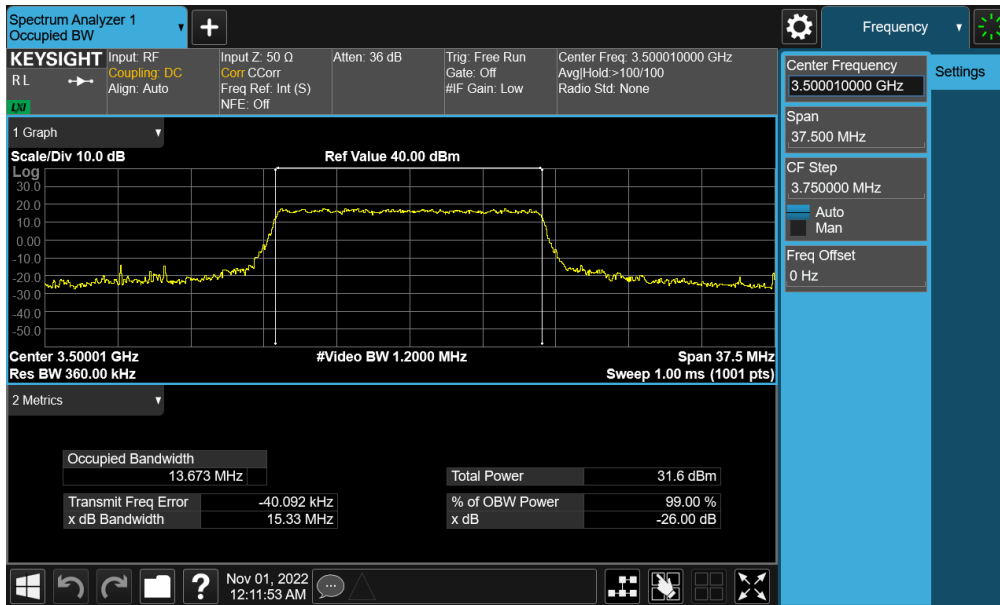 Spectrum Analyzer 1
Occupied BW
+
Frequency
KEYSIGHT
R L
LXI
Input: RF
Coupling: DC
Align: Auto
Input Z: 50 Ω
Corr CCorr
Freq Ref: Int (S)
NFE: Off
Atten: 36 dB
Trig: Free Run
Gate: Off
#IF Gain: Low
Center Freq: 3.500010000 GHz
Avg|Hold:>100/100
Radio Std: None
Center Frequency
3.500010000 GHz
Settings
Span
37.500 MHz
CF Step
3.750000 MHz
Auto
Man
Freq Offset
0 Hz
1 Graph
Scale/Div 10.0 dB
Ref Value 40.00 dBm
Log
30.0
20.0
10.0
0.00
-10.0
-20.0
-30.0
-40.0
-50.0
Center 3.50001 GHz
#Video BW 1.2000 MHz
Span 37.5 MHz
Res BW 360.00 kHz
Sweep 1.00 ms (1001 pts)
2 Metrics
Occupied Bandwidth
13.673 MHz
Total Power 31.6 dBm
Transmit Freq Error -40.092 kHz
% of OBW Power 99.00 %
x dB Bandwidth 15.33 MHz
x dB -26.00 dB
?
Nov 01, 2022
12:11:53 AM